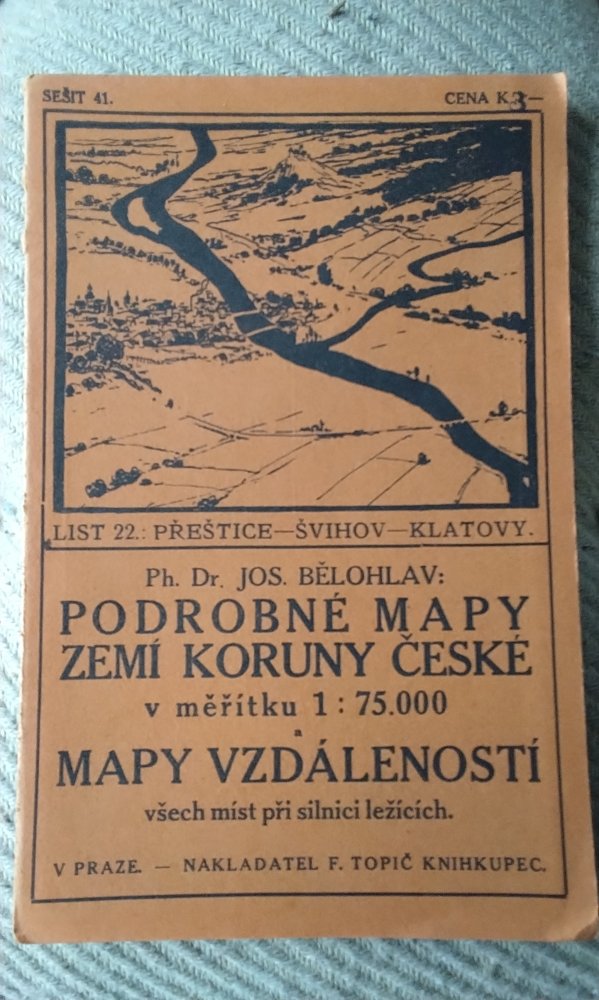 SEŠIT 41.
CENA K 3—
LIST 22.: PŘEŠTICE—ŠVIHOV—KLATOVY.
Ph. Dr. JOS. BĚLOHLAV:
PODROBNÉ MAPY
ZEMÍ KORUNY ČESKÉ
v měřítku 1 : 75.000
a
MAPY VZDÁLENOSTÍ
všech míst při silnici ležících.
V PRAZE. — NAKLADATEL F. TOPIČ KNIHKUPEC.